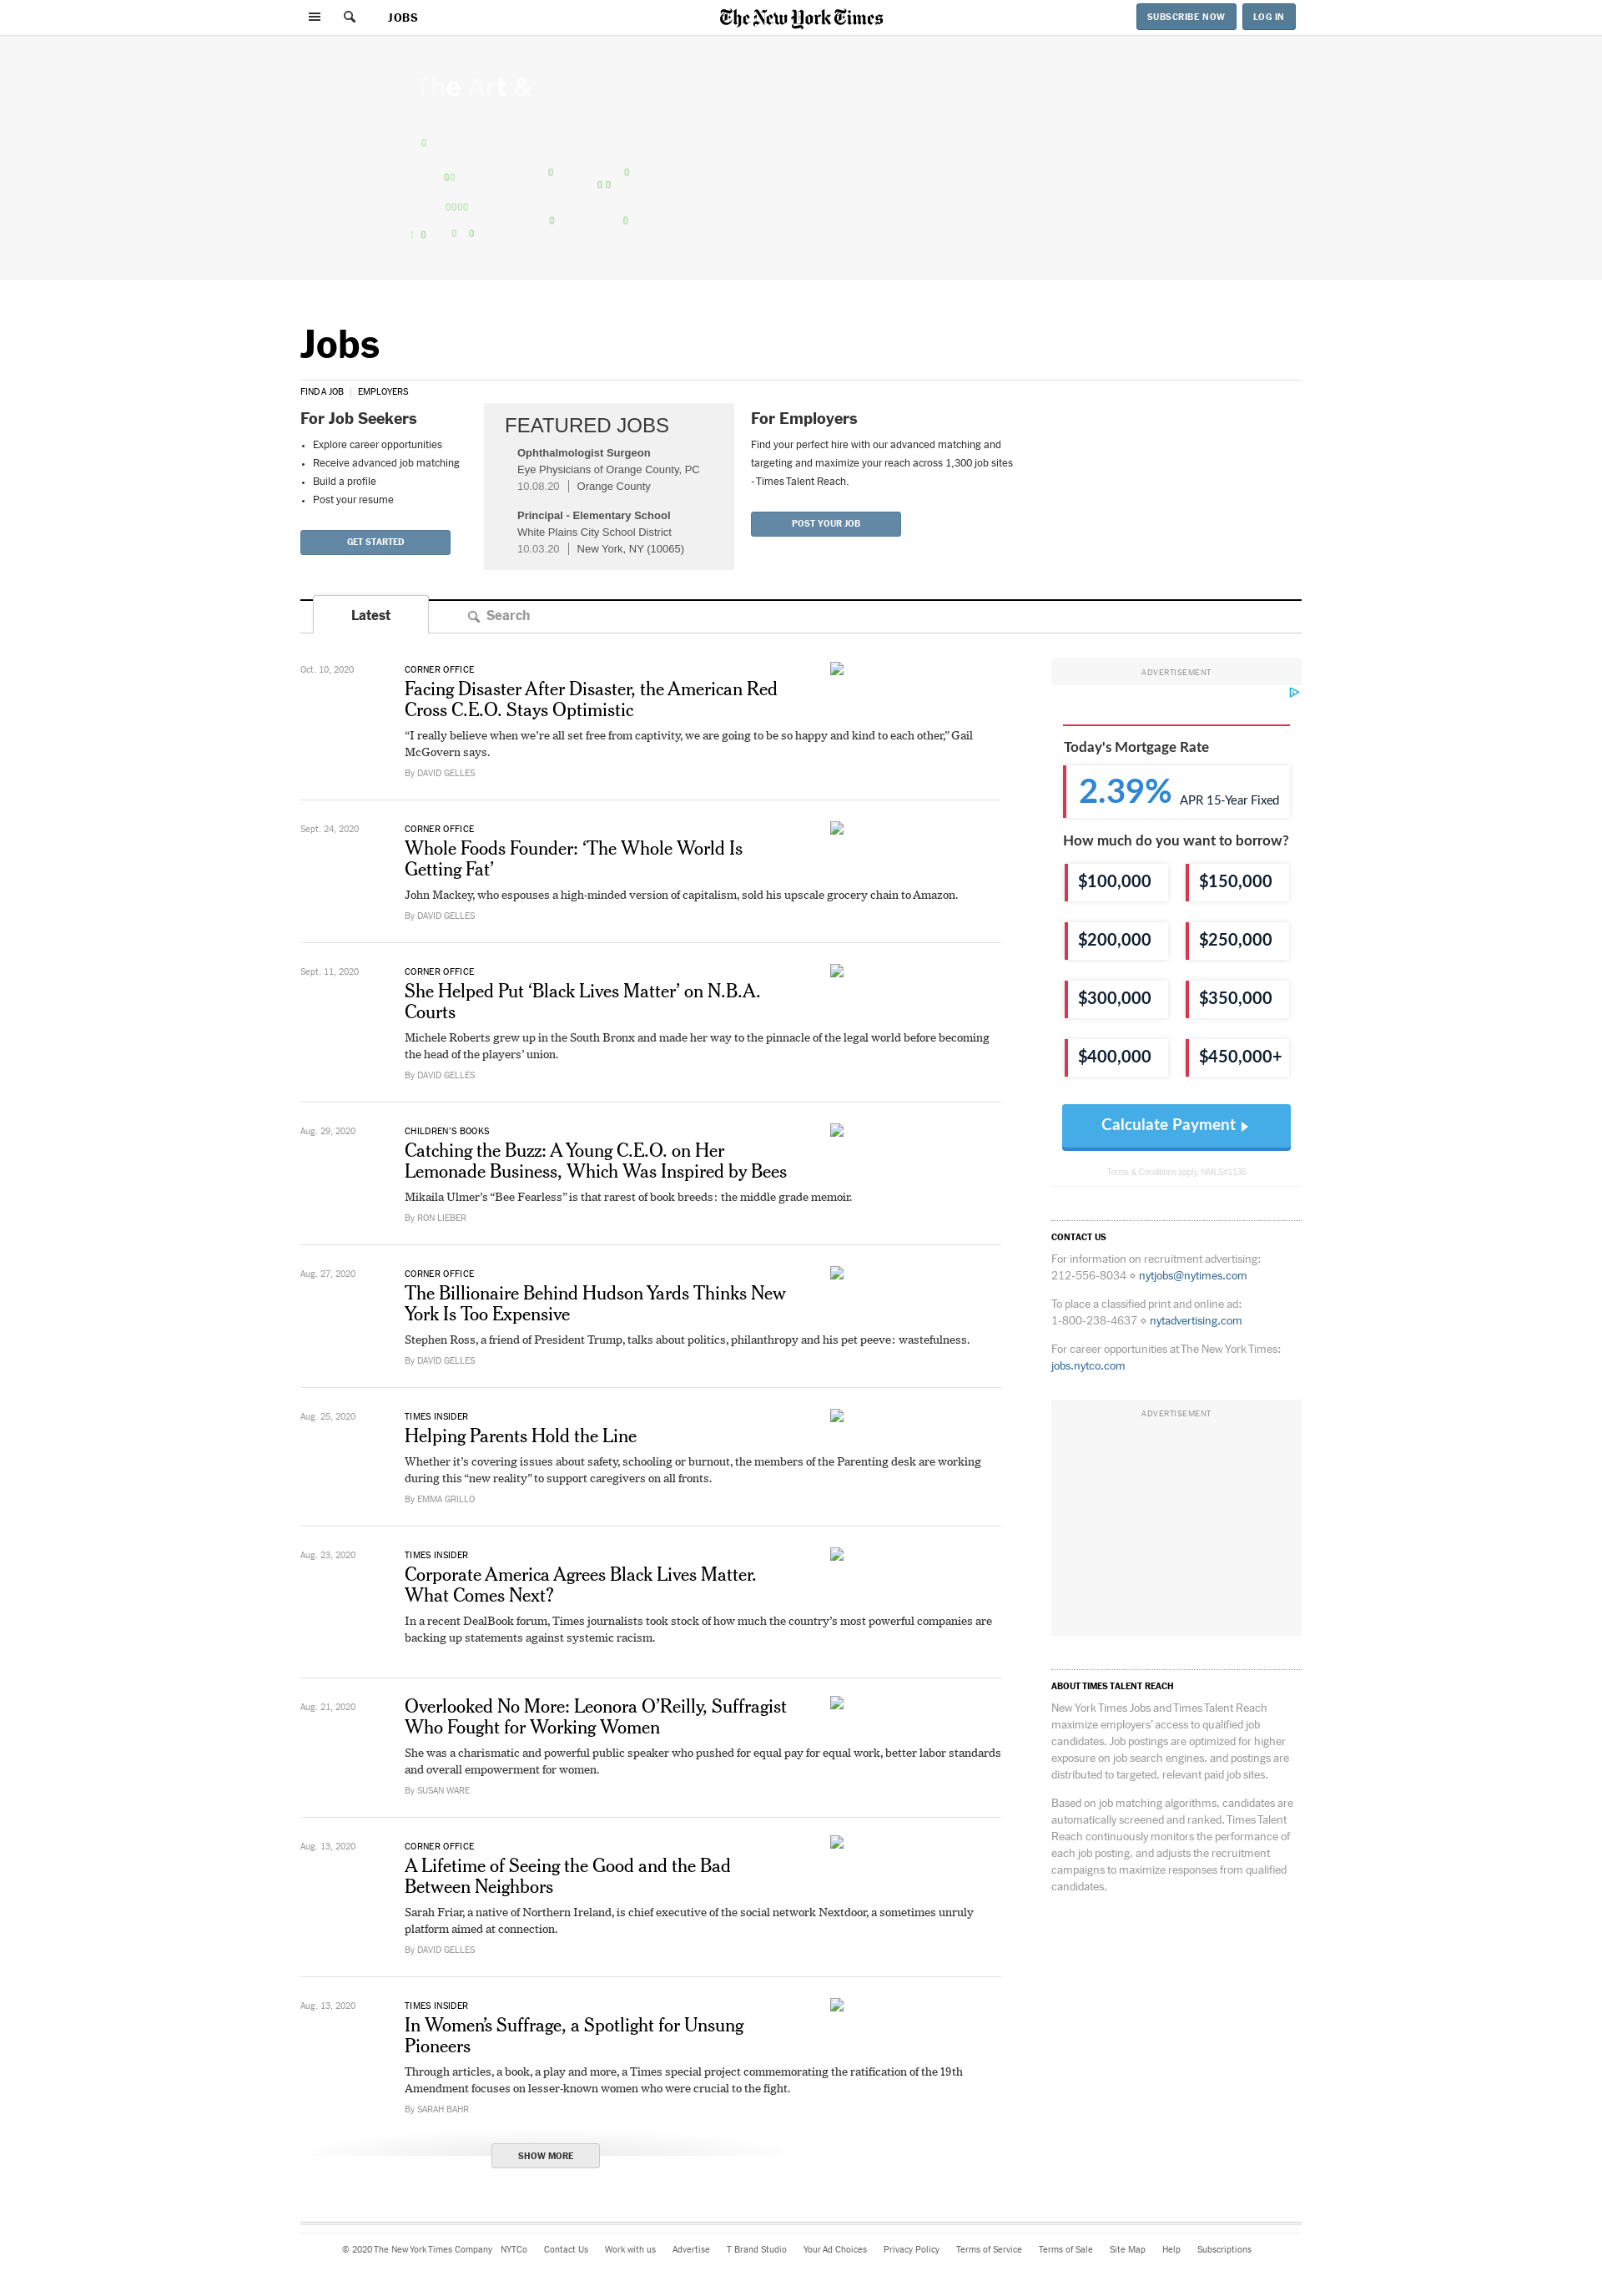 JOBS
The New York Times
SUBSCRIBE NOW
LOG IN
The Art &
0
00
0
0
0 0
0000
0
0
0
0
0
Jobs
FIND A JOB | EMPLOYERS
For Job Seekers
• Explore career opportunities
• Receive advanced job matching
• Build a profile
• Post your resume
GET STARTED
FEATURED JOBS
Ophthalmologist Surgeon
Eye Physicians of Orange County, PC
10.08.20 | Orange County
Principal - Elementary School
White Plains City School District
10.03.20 | New York, NY (10065)
For Employers
Find your perfect hire with our advanced matching and
targeting and maximize your reach across 1,300 job sites
- Times Talent Reach.
POST YOUR JOB
Latest
Search
Oct. 10, 2020
CORNER OFFICE
Facing Disaster After Disaster, the American Red
Cross C.E.O. Stays Optimistic
“I really believe when we’re all set free from captivity, we are going to be so happy and kind to each other,” Gail
McGovern says.
By DAVID GELLES
Sept. 24, 2020
CORNER OFFICE
Whole Foods Founder: ‘The Whole World Is
Getting Fat’
John Mackey, who espouses a high-minded version of capitalism, sold his upscale grocery chain to Amazon.
By DAVID GELLES
Sept. 11, 2020
CORNER OFFICE
She Helped Put ‘Black Lives Matter’ on N.B.A.
Courts
Michele Roberts grew up in the South Bronx and made her way to the pinnacle of the legal world before becoming
the head of the players’ union.
By DAVID GELLES
Aug. 29, 2020
CHILDREN’S BOOKS
Catching the Buzz: A Young C.E.O. on Her
Lemonade Business, Which Was Inspired by Bees
Mikaila Ulmer’s “Bee Fearless” is that rarest of book breeds: the middle grade memoir.
By RON LIEBER
Aug. 27, 2020
CORNER OFFICE
The Billionaire Behind Hudson Yards Thinks New
York Is Too Expensive
Stephen Ross, a friend of President Trump, talks about politics, philanthropy and his pet peeve: wastefulness.
By DAVID GELLES
Aug. 25, 2020
TIMES INSIDER
Helping Parents Hold the Line
Whether it’s covering issues about safety, schooling or burnout, the members of the Parenting desk are working
during this “new reality” to support caregivers on all fronts.
By EMMA GRILLO
Aug. 23, 2020
TIMES INSIDER
Corporate America Agrees Black Lives Matter.
What Comes Next?
In a recent DealBook forum, Times journalists took stock of how much the country’s most powerful companies are
backing up statements against systemic racism.
Aug. 21, 2020
Overlooked No More: Leonora O’Reilly, Suffragist
Who Fought for Working Women
She was a charismatic and powerful public speaker who pushed for equal pay for equal work, better labor standards
and overall empowerment for women.
By SUSAN WARE
Aug. 13, 2020
CORNER OFFICE
A Lifetime of Seeing the Good and the Bad
Between Neighbors
Sarah Friar, a native of Northern Ireland, is chief executive of the social network Nextdoor, a sometimes unruly
platform aimed at connection.
By DAVID GELLES
Aug. 13, 2020
TIMES INSIDER
In Women’s Suffrage, a Spotlight for Unsung
Pioneers
Through articles, a book, a play and more, a Times special project commemorating the ratification of the 19th
Amendment focuses on lesser-known women who were crucial to the fight.
By SARAH BAHR
SHOW MORE
ADVERTISEMENT
Today's Mortgage Rate
2.39% APR 15-Year Fixed
How much do you want to borrow?
$100,000
$150,000
$200,000
$250,000
$300,000
$350,000
$400,000
$450,000+
Calculate Payment
Terms & Conditions apply. NMLS#1136
CONTACT US
For information on recruitment advertising:
212-556-8034 ⋄ nytjobs@nytimes.com
To place a classified print and online ad:
1-800-238-4637 ⋄ nytadvertising.com
For career opportunities at The New York Times:
jobs.nytco.com
ADVERTISEMENT
ABOUT TIMES TALENT REACH
New York Times Jobs and Times Talent Reach
maximize employers’ access to qualified job
candidates. Job postings are optimized for higher
exposure on job search engines, and postings are
distributed to targeted, relevant paid job sites.
Based on job matching algorithms, candidates are
automatically screened and ranked. Times Talent
Reach continuously monitors the performance of
each job posting, and adjusts the recruitment
campaigns to maximize responses from qualified
candidates.
© 2020 The New York Times Company NYTCo Contact Us Work with us Advertise T Brand Studio Your Ad Choices Privacy Policy Terms of Service Terms of Sale Site Map Help Subscriptions